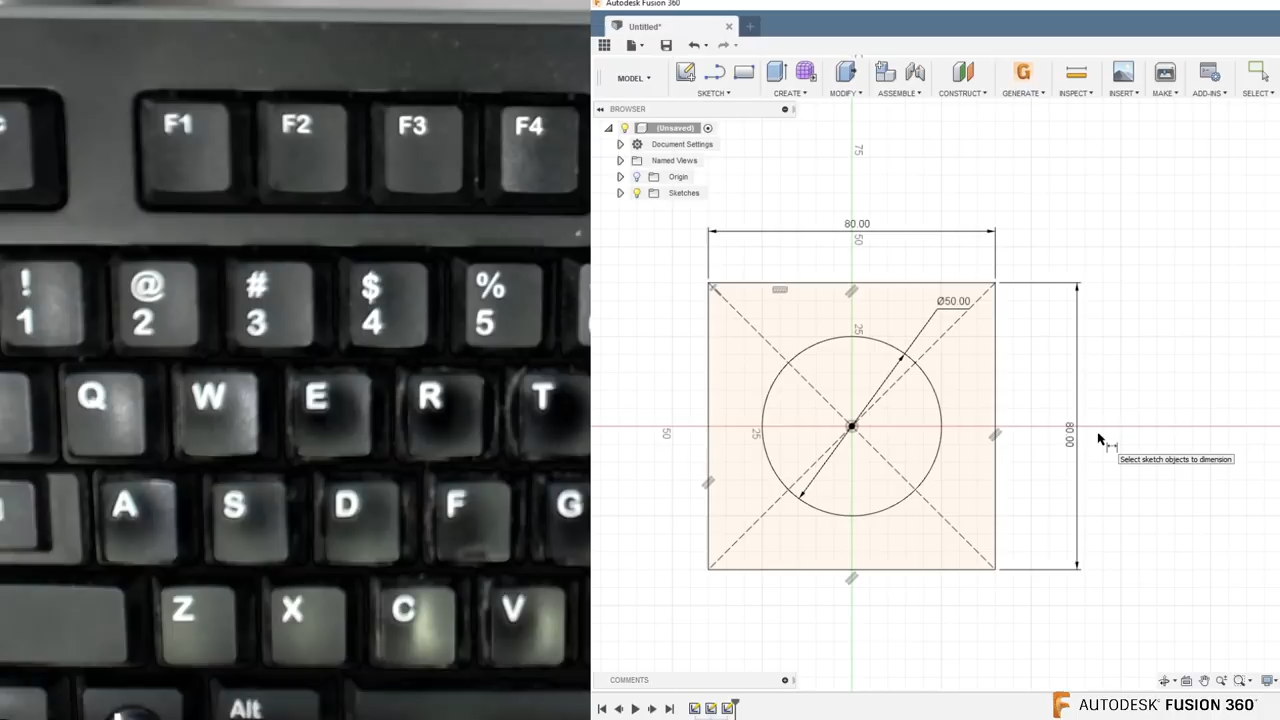 F1 F2 F3 F4
! @ # $ %
1 2 3 4 5
Q W E R T
A S D F G
Z X C V
Alt
Autodesk Fusion 360
Untitled*
MODEL
SKETCH
CREATE
MODIFY
ASSEMBLE
CONSTRUCT
GENERATE
INSPECT
INSERT
MAKE
ADD-INS
SELECT
BROWSER
(Unsaved)
Document Settings
Named Views
Origin
Sketches
75
80.00
50
Ø50.00
25
50
25
80.00
Select sketch objects to dimension
COMMENTS
AUTODESK® FUSION 360™